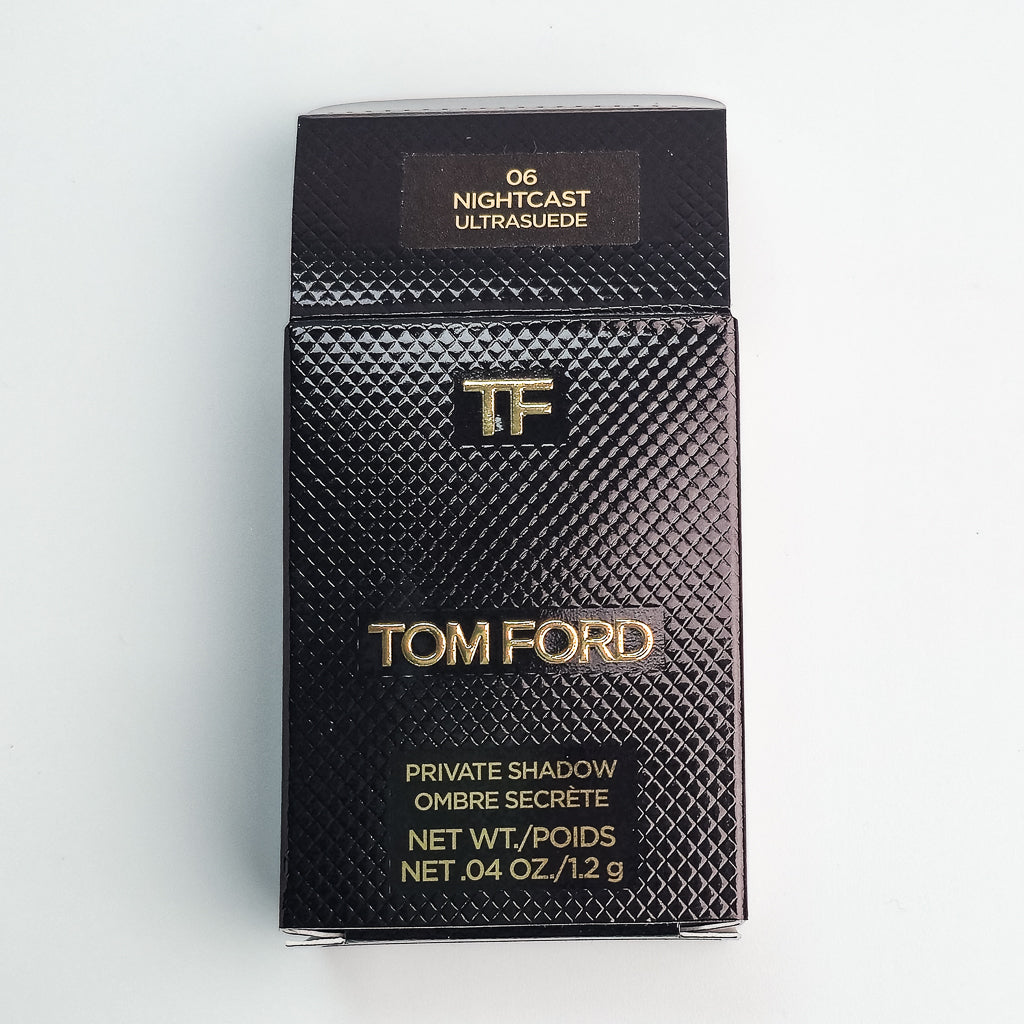 06
NIGHTCAST
ULTRASUEDE
TF
TOM FORD
PRIVATE SHADOW
OMBRE SECRÈTE
NET WT./POIDS
NET .04 OZ./1.2 g